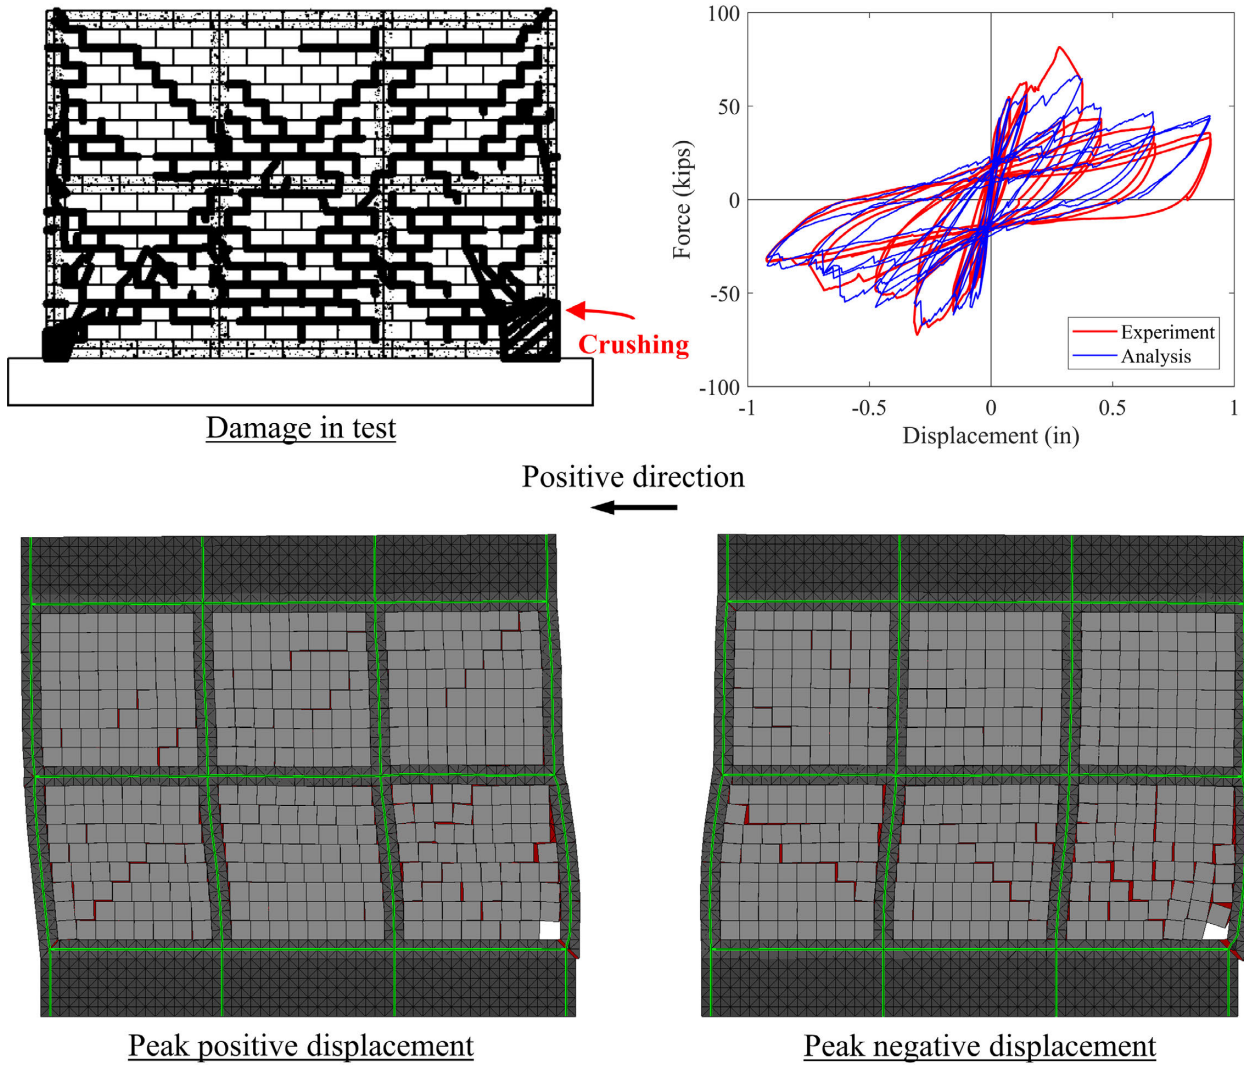 Crushing
Damage in test
100
50
0
-50
-100
Force (kips)
-1
-0.5
0
0.5
1
Displacement (in)
Experiment
Analysis
Positive direction
Peak positive displacement
Peak negative displacement